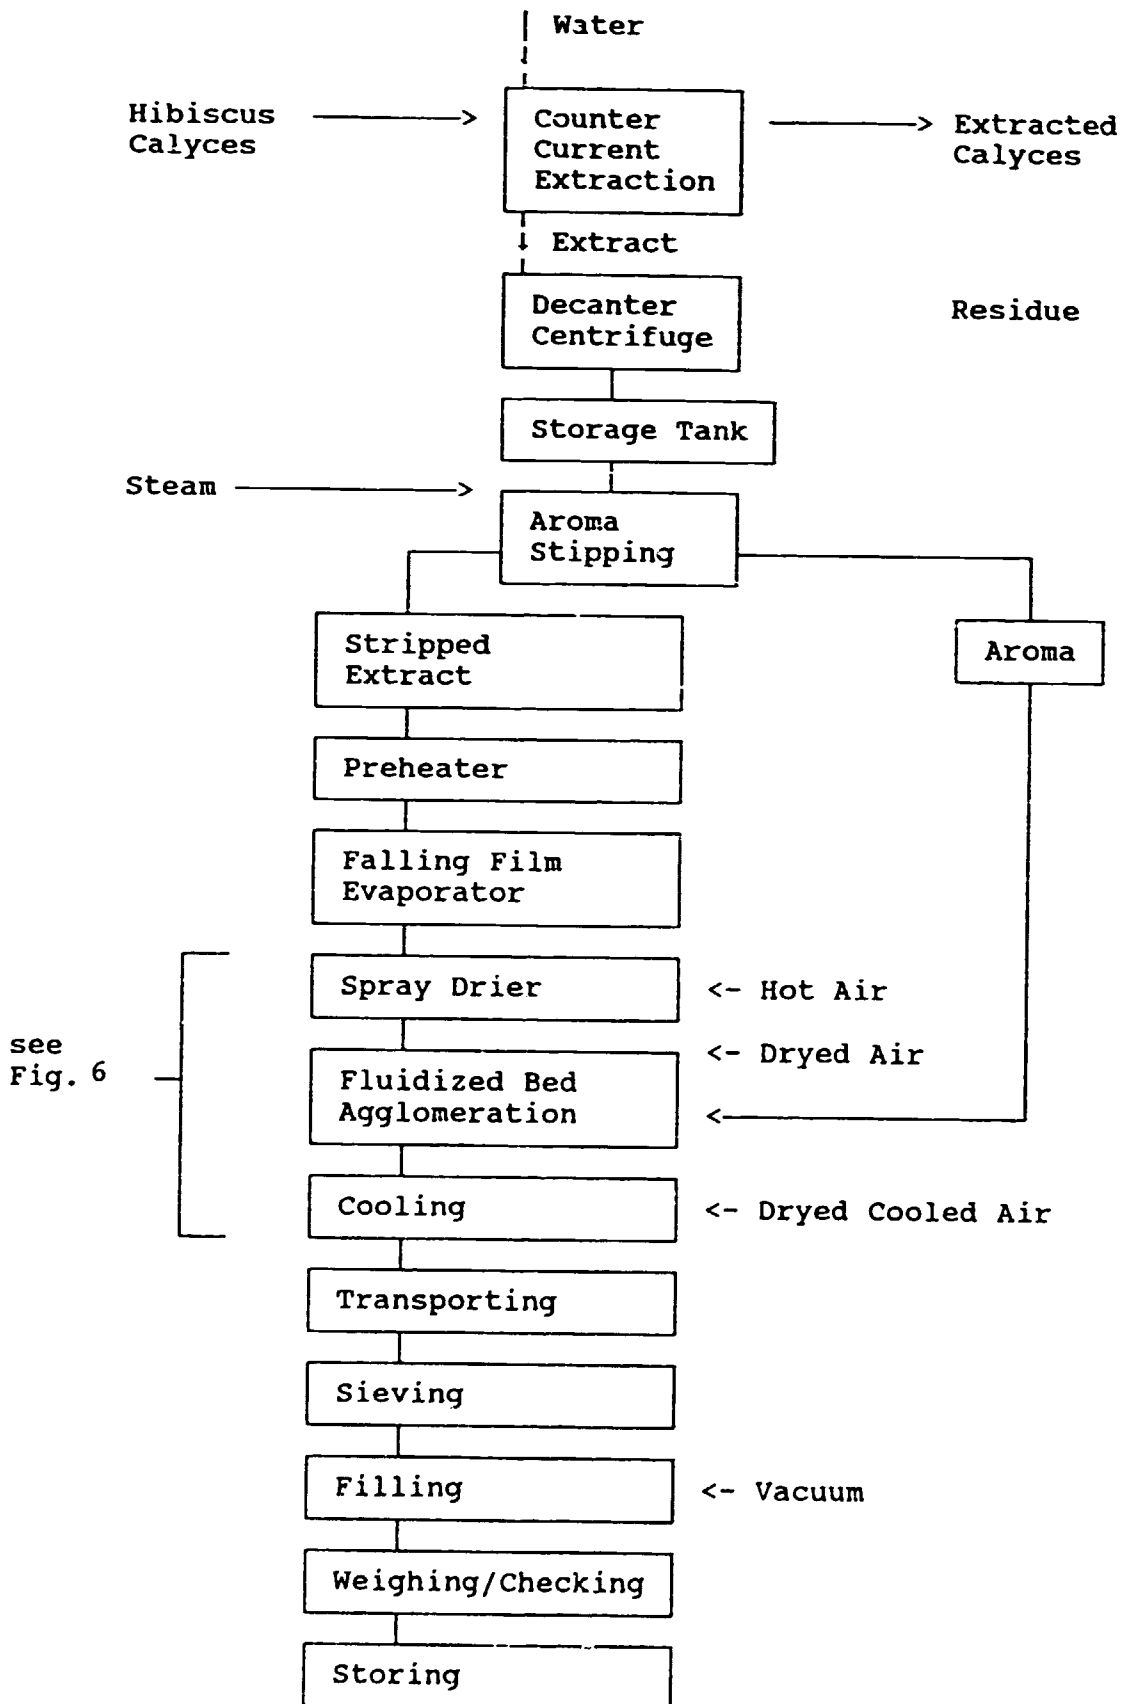 Water
Hibiscus
Calyces
Counter
Current
Extraction
Extracted
Calyces
Extract
Decanter
Centrifuge
Residue
Storage Tank
Steam
Aroma
Stipping
Stripped
Extract
Aroma
Preheater
Falling Film
Evaporator
Spray Drier
<- Hot Air
see
Fig. 6
<- Dryed Air
Fluidized Bed
Agglomeration
Cooling
<- Dryed Cooled Air
Transporting
Sieving
Filling
<- Vacuum
Weighing/Checking
Storing